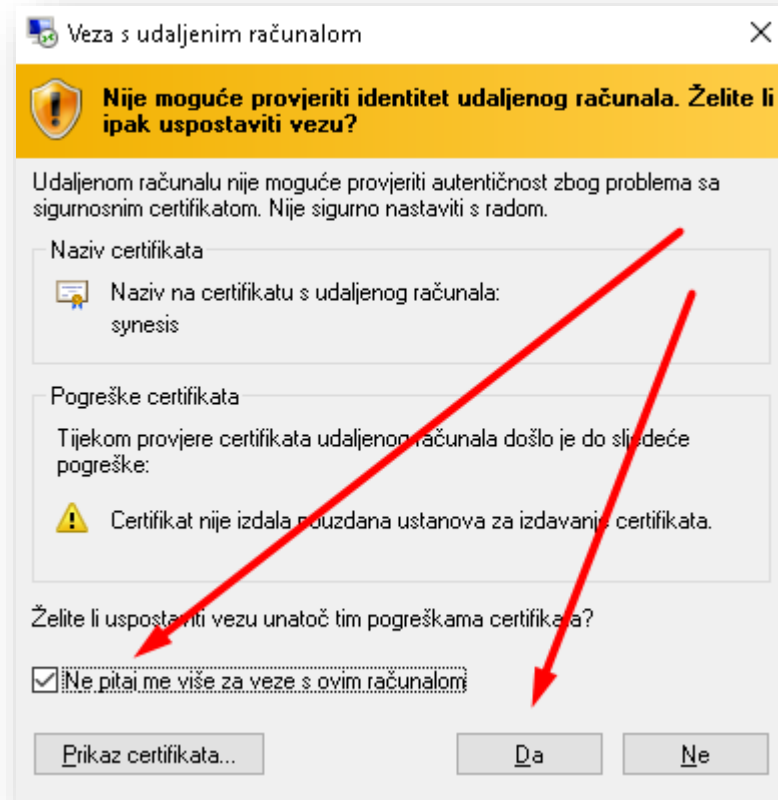 Veza s udaljenim računalom
Nije moguće provjeriti identitet udaljenog računala. Želite li
ipak uspostaviti vezu?
Udaljenom računalu nije moguće provjeriti autentičnost zbog problema sa
sigurnosnim certifikatom. Nije sigurno nastaviti s radom.
Naziv certifikata
Naziv na certifikatu s udaljenog računala:
synesis
Pogreške certifikata
Tijekom provjere certifikata udaljenog računala došlo je do sljedeće
pogreške:
Certifikat nije izdala pouzdana ustanova za izdavanje certifikata.
Želite li uspostaviti vezu unatoč tim pogreškama certifikata?
Ne pitaj me više za veze s ovim računalom
Prikaz certifikata...
Da
Ne